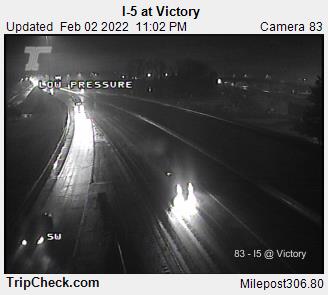 I-5 at Victory
Updated  Feb 02 2022  11:02 PM
Camera 83
LOW PRESSURE
SW
83 - I5 @ Victory
TripCheck.com
Milepost306.80